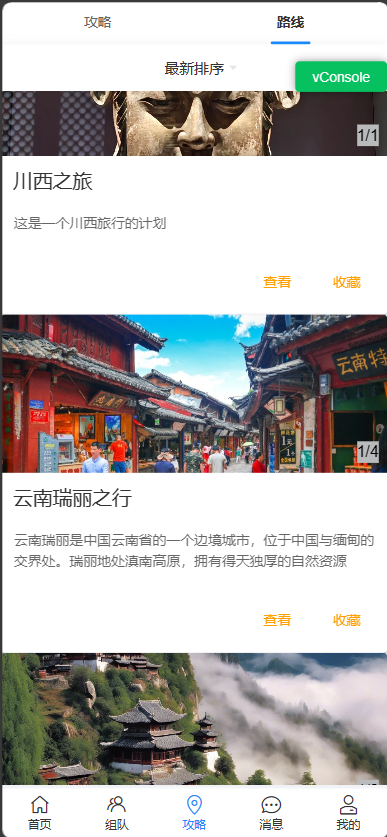 攻略
路线
最新排序
vConsole
1/1
川西之旅
这是一个川西旅行的计划
查看
收藏
云南特
1/4
云南瑞丽之行
云南瑞丽是中国云南省的一个边境城市，位于中国与缅甸的
交界处。瑞丽地处滇南高原，拥有得天独厚的自然资源
查看
收藏
首页
组队
攻略
消息
我的